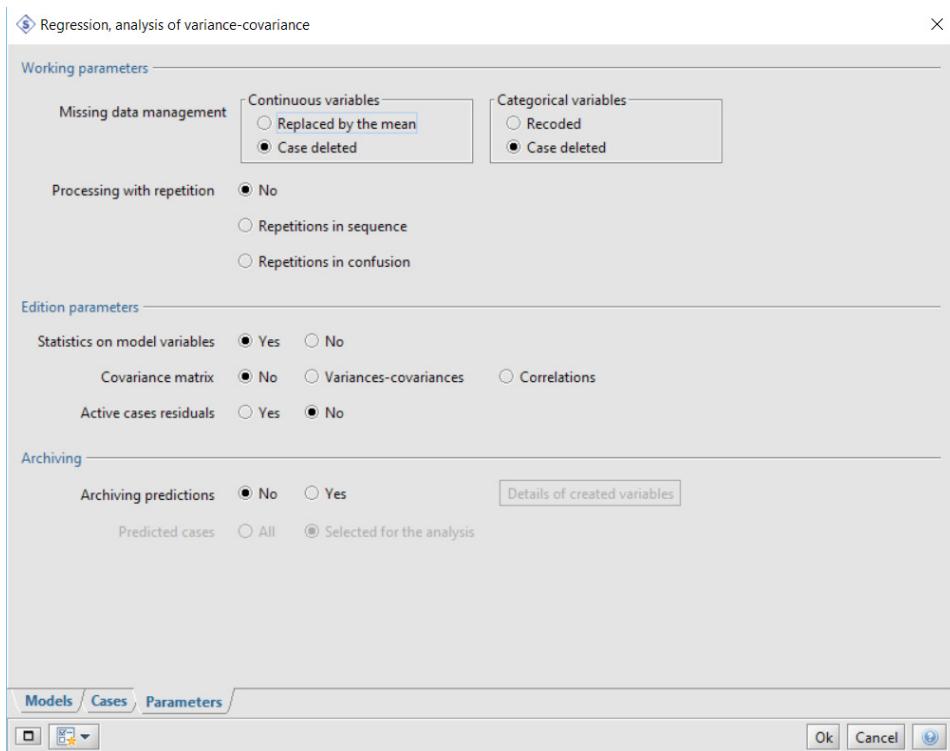 Regression, analysis of variance-covariance
Working parameters
Missing data management
Continuous variables
Replaced by the mean
Case deleted
Categorical variables
Recoded
Case deleted
Processing with repetition No
Repetitions in sequence
Repetitions in confusion
Edition parameters
Statistics on model variables Yes No
Covariance matrix No Variances-covariances Correlations
Active cases residuals Yes No
Archiving
Archiving predictions No Yes Details of created variables
Predicted cases All Selected for the analysis
Models Cases Parameters
Ok Cancel